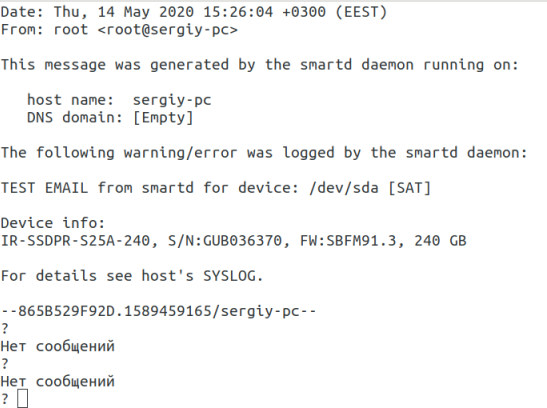 Date: Thu, 14 May 2020 15:26:04 +0300 (EEST)
From: root <root@sergiy-pc>
This message was generated by the smartd daemon running on:
host name: sergiy-pc
DNS domain: [Empty]
The following warning/error was logged by the smartd daemon:
TEST EMAIL from smartd for device: /dev/sda [SAT]
Device info:
IR-SSDPR-S25A-240, S/N:GUB036370, FW:SBFM91.3, 240 GB
For details see host's SYSLOG.
--865B529F92D.1589459165/sergiy-pc--
?
Нет сообщений
?
Нет сообщений
?